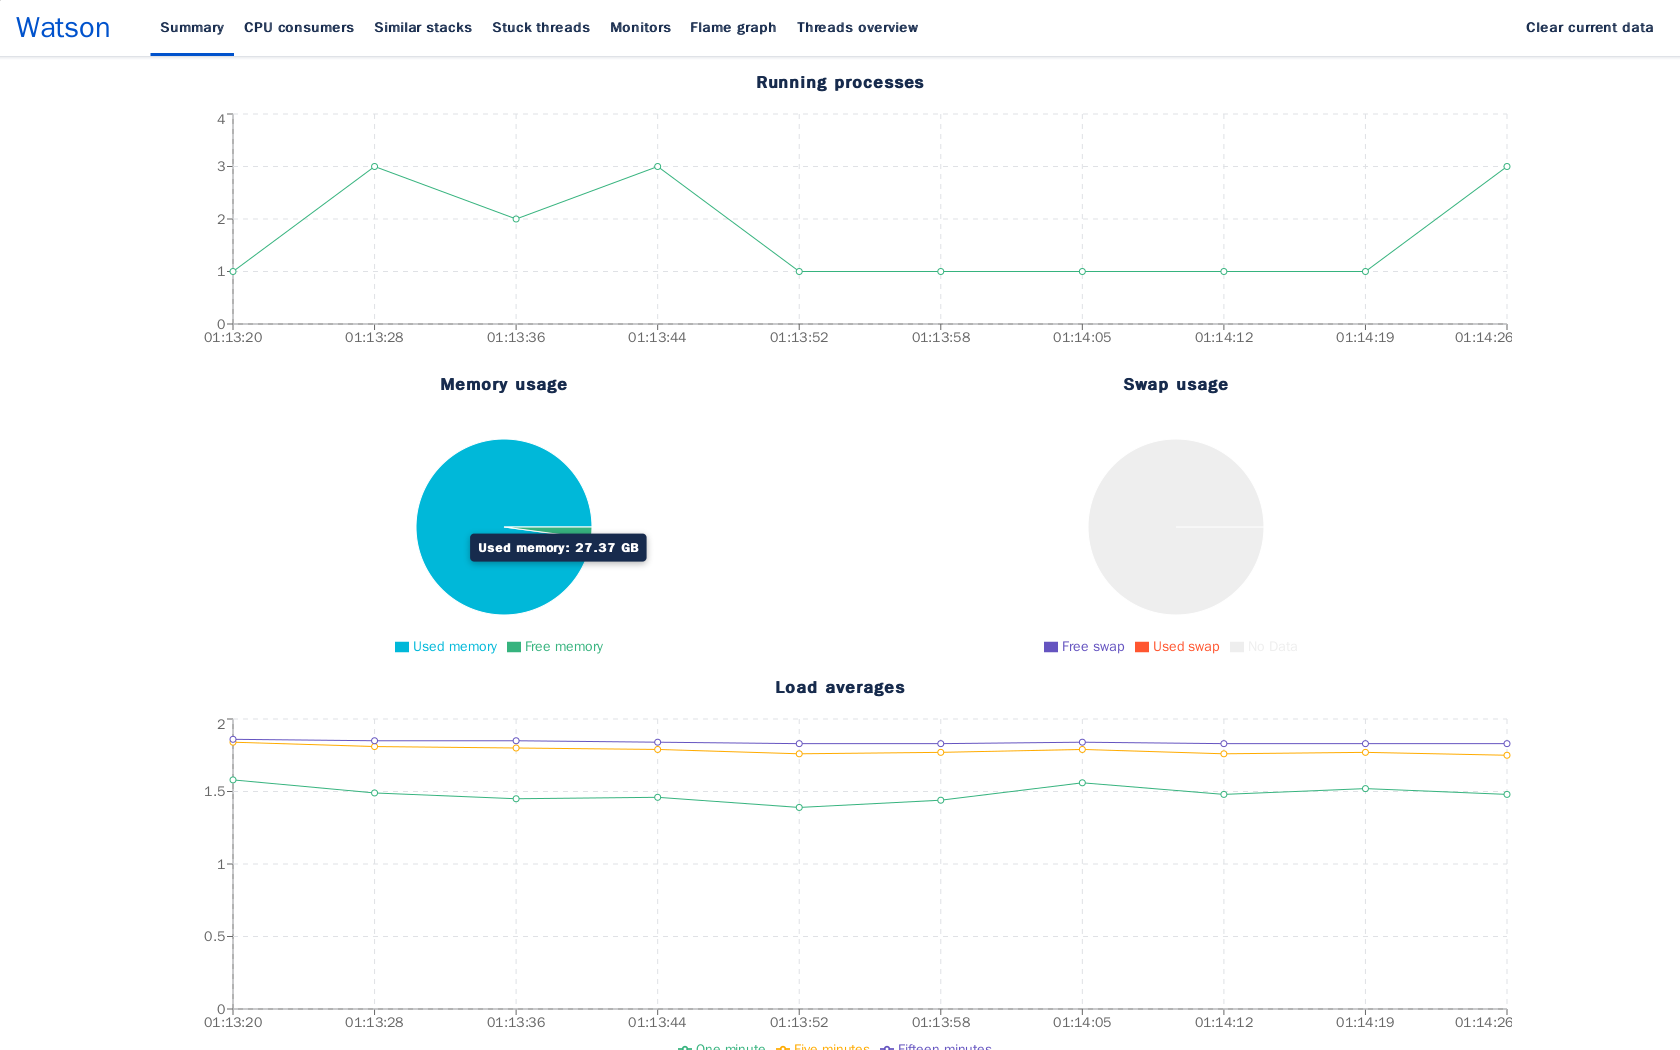 Watson Summary CPU consumers Similar stacks Stuck threads Monitors Flame graph Threads overview Clear current data
Running processes
4
3
2
1
0
01:13:20 01:13:28 01:13:36 01:13:44 01:13:52 01:13:58 01:14:05 01:14:12 01:14:19 01:14:26
Memory usage Swap usage
Used memory: 27.37 GB
Used memory Free memory Free swap Used swap No Data
Load averages
2
1.5
1
0.5
0
01:13:20 01:13:28 01:13:36 01:13:44 01:13:52 01:13:58 01:14:05 01:14:12 01:14:19 01:14:26
One minute Five minutes Fifteen minutes